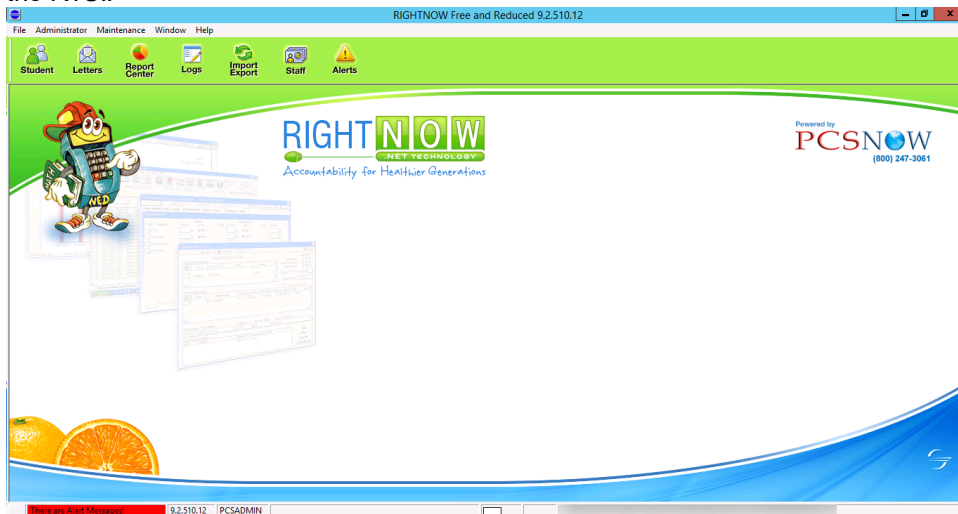 RIGHTNOW Free and Reduced 9.2.510.12
File Administrator Maintenance Window Help
Student Letters Report Center Logs Import Export Staff Alerts
RIGHT NOW
.NET TECHNOLOGY
Accountability for Healthier Generations
Powered by
PCSNOW
(800) 247-3061
MATH
NED
There are Alert Messages! 9.2.510.12 PCSADMIN